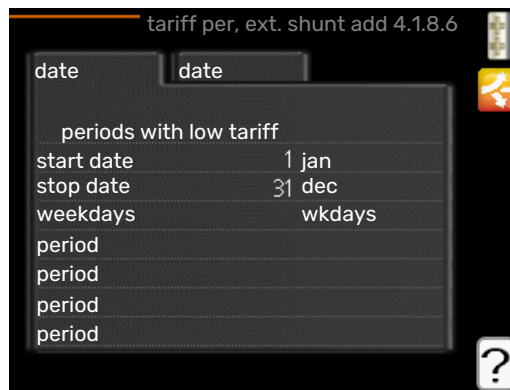 tariff per, ext. shunt add 4.1.8.6
date date
periods with low tariff
start date 1 jan
stop date 31 dec
weekdays wkdays
period
period
period
period
?